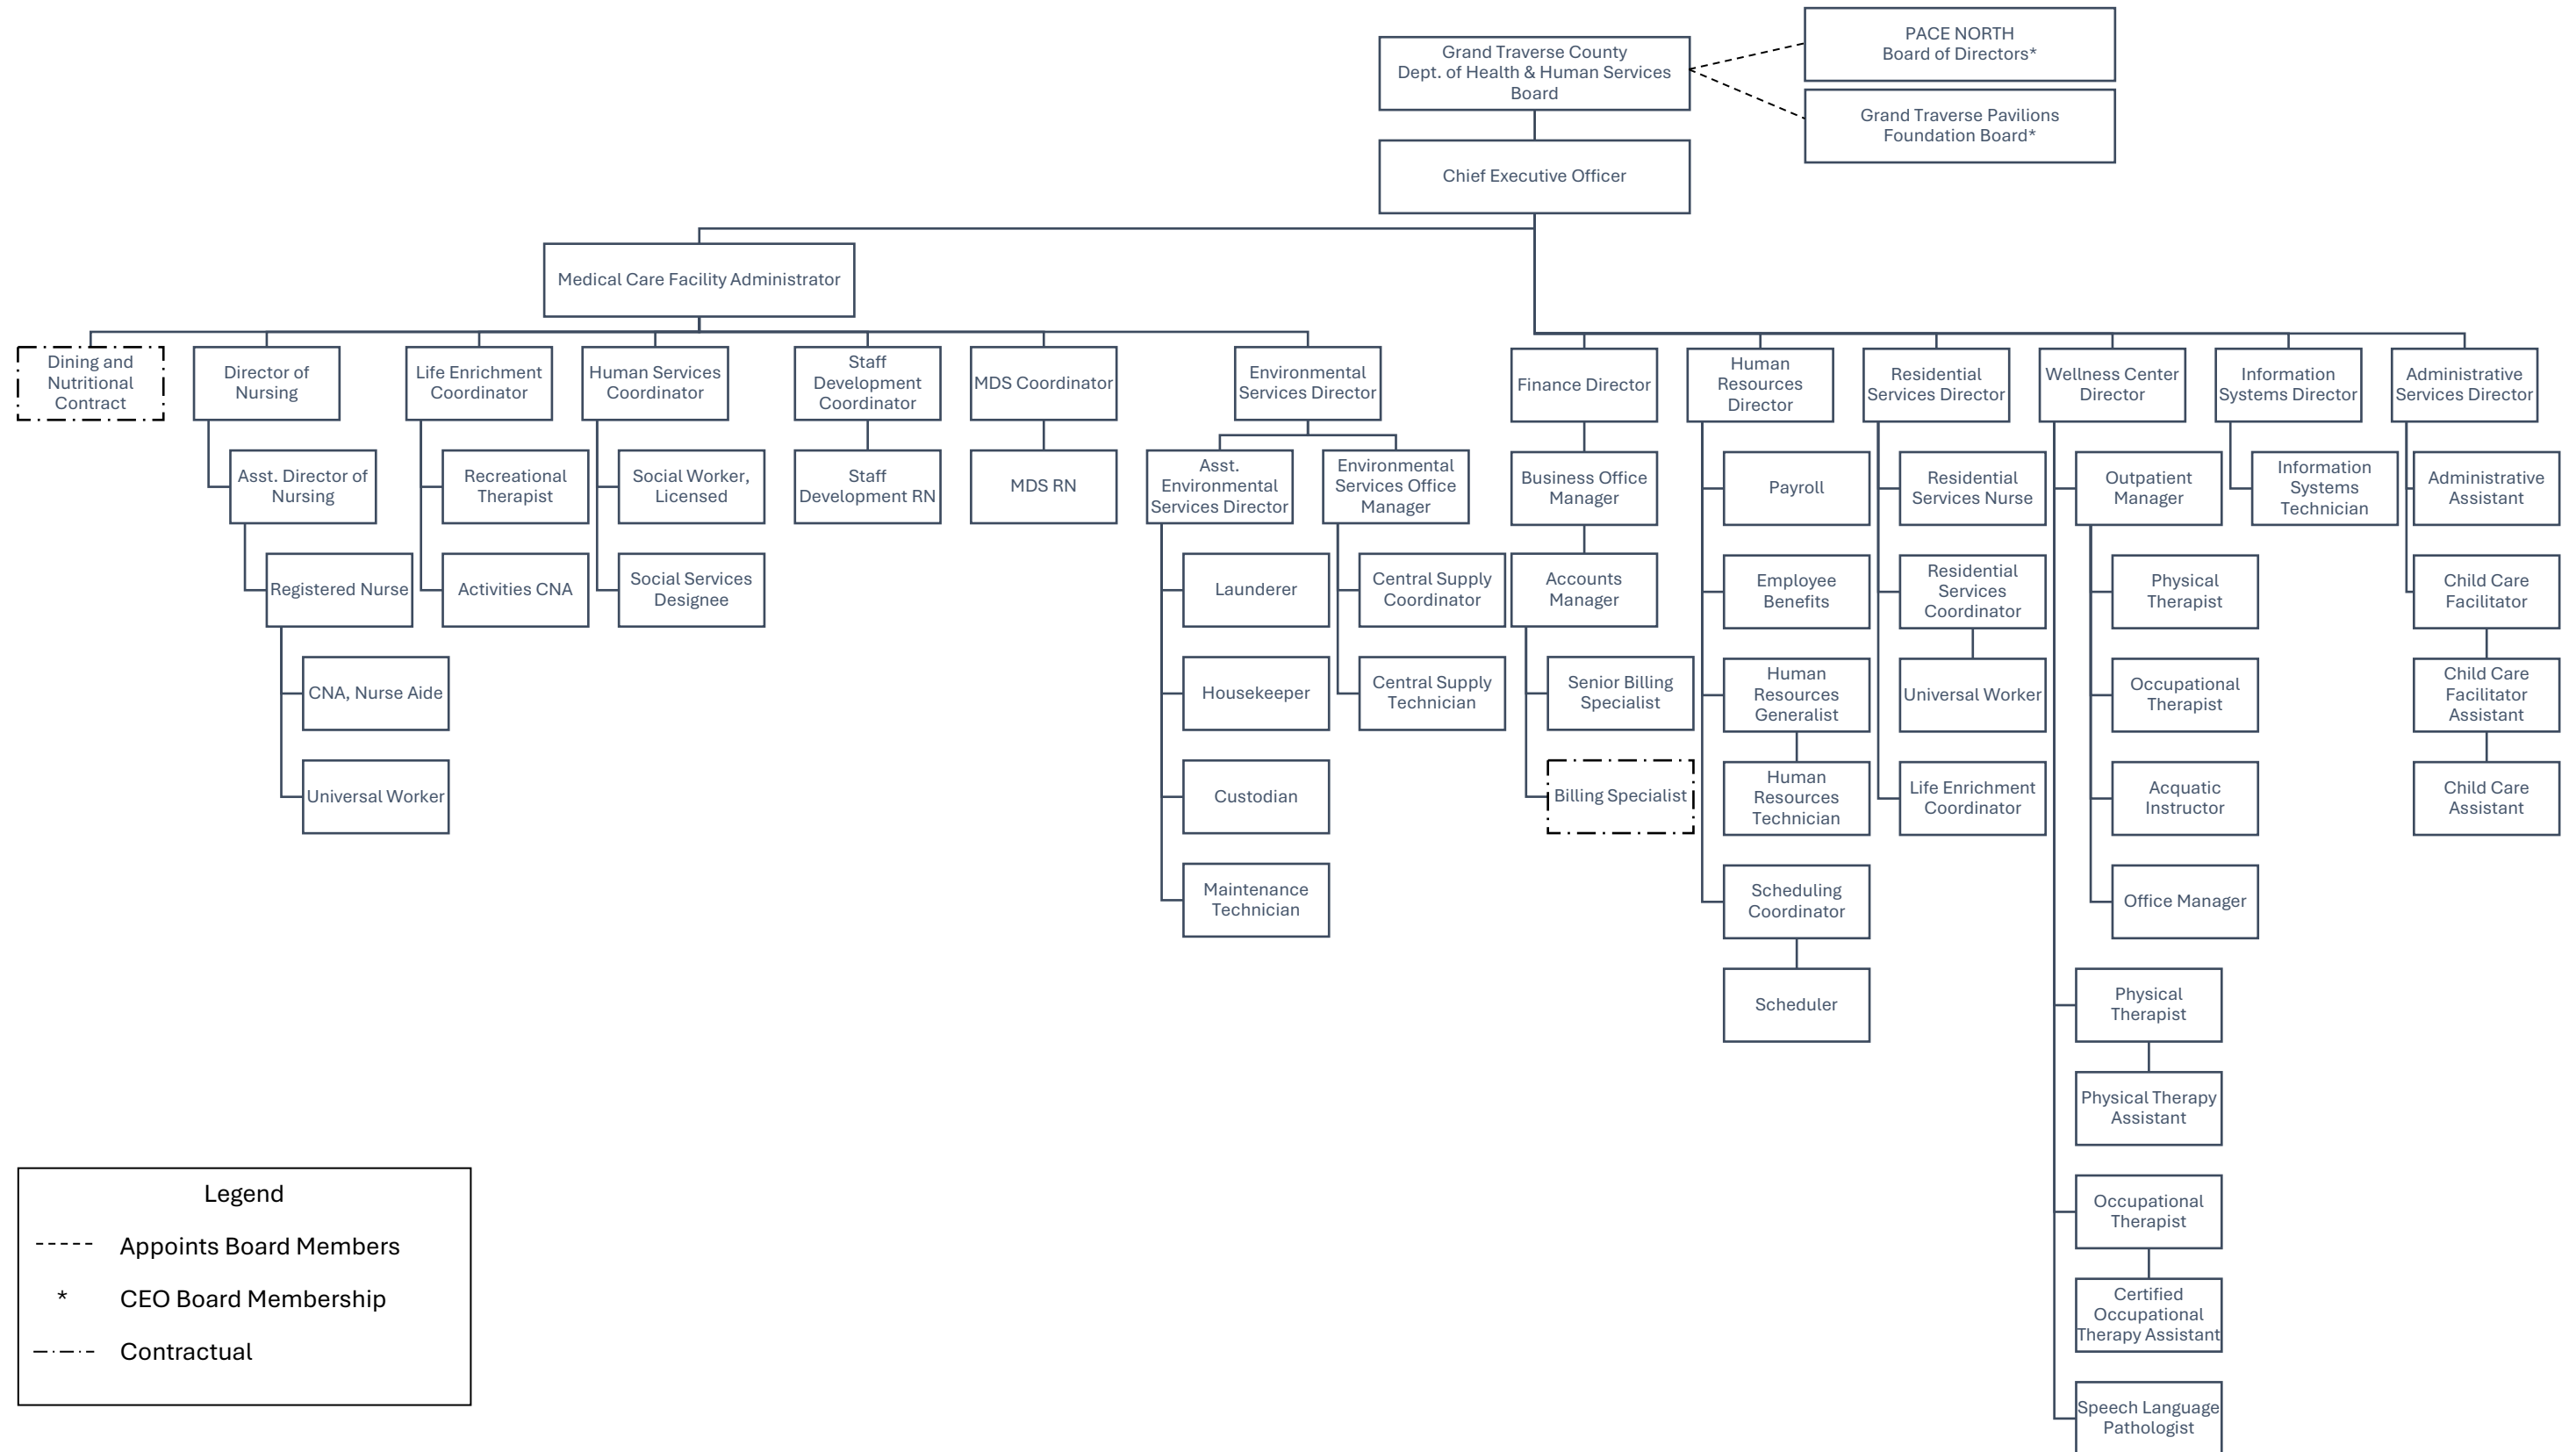 Grand Traverse County
Dept. of Health & Human Services
Board
PACE NORTH
Board of Directors*
Grand Traverse Pavilions
Foundation Board*
Chief Executive Officer
Medical Care Facility Administrator
Dining and
Nutritional
Contract
Director of
Nursing
Life Enrichment
Coordinator
Human Services
Coordinator
Staff
Development
Coordinator
MDS Coordinator
Environmental
Services Director
Finance Director
Human
Resources
Director
Residential
Services Director
Wellness Center
Director
Information
Systems Director
Administrative
Services Director
Asst. Director of
Nursing
Recreational
Therapist
Social Worker,
Licensed
Staff
Development RN
MDS RN
Asst.
Environmental
Services Director
Environmental
Services Office
Manager
Business Office
Manager
Payroll
Residential
Services Nurse
Outpatient
Manager
Information
Systems
Technician
Administrative
Assistant
Registered Nurse
Activities CNA
Social Services
Designee
Launderer
Central Supply
Coordinator
Accounts
Manager
Employee
Benefits
Residential
Services
Coordinator
Physical
Therapist
Child Care
Facilitator
CNA, Nurse Aide
Housekeeper
Central Supply
Technician
Senior Billing
Specialist
Human
Resources
Generalist
Universal Worker
Occupational
Therapist
Child Care
Facilitator
Assistant
Universal Worker
Custodian
Billing Specialist
Human
Resources
Technician
Life Enrichment
Coordinator
Acquatic
Instructor
Child Care
Assistant
Maintenance
Technician
Scheduling
Coordinator
Office Manager
Scheduler
Physical
Therapist
Physical Therapy
Assistant
Occupational
Therapist
Certified
Occupational
Therapy Assistant
Speech Language
Pathologist
Legend
Appoints Board Members
* CEO Board Membership
Contractual